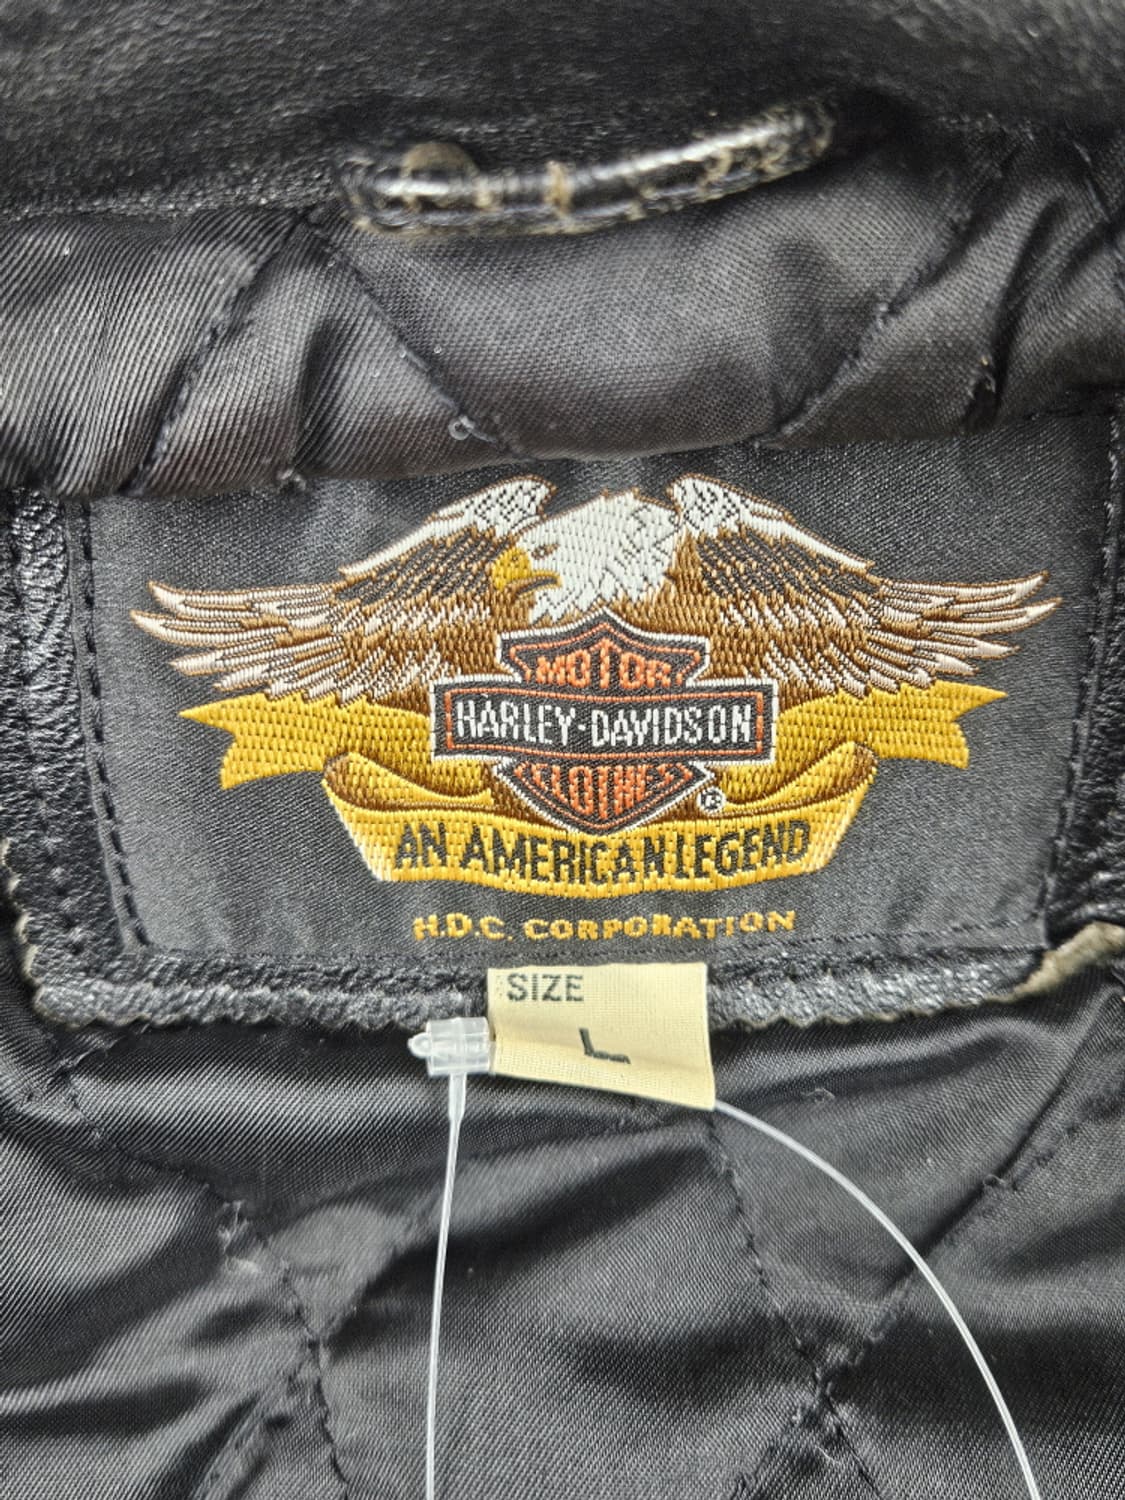 MOTOR
HARLEY-DAVIDSON
CLOTHES
®
AN AMERICAN LEGEND
H.D.C. CORPORATION
SIZE
L